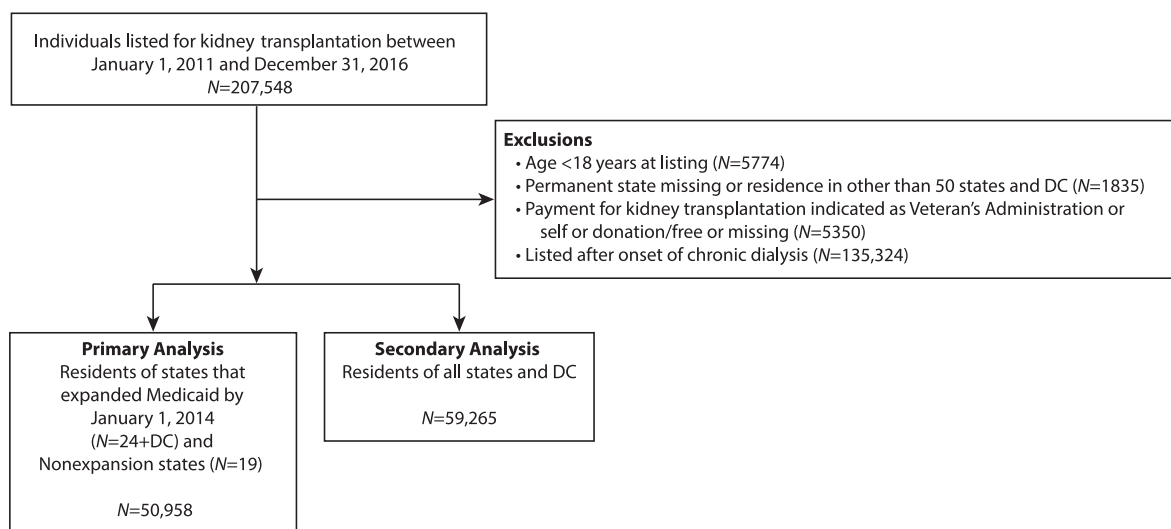 Individuals listed for kidney transplantation between
January 1, 2011 and December 31, 2016
N=207,548
Exclusions
• Age <18 years at listing (N=5774)
• Permanent state missing or residence in other than 50 states and DC (N=1835)
• Payment for kidney transplantation indicated as Veteran's Administration or
self or donation/free or missing (N=5350)
• Listed after onset of chronic dialysis (N=135,324)
Primary Analysis
Residents of states that
expanded Medicaid by
January 1, 2014
(N=24+DC) and
Nonexpansion states (N=19)
N=50,958
Secondary Analysis
Residents of all states and DC
N=59,265